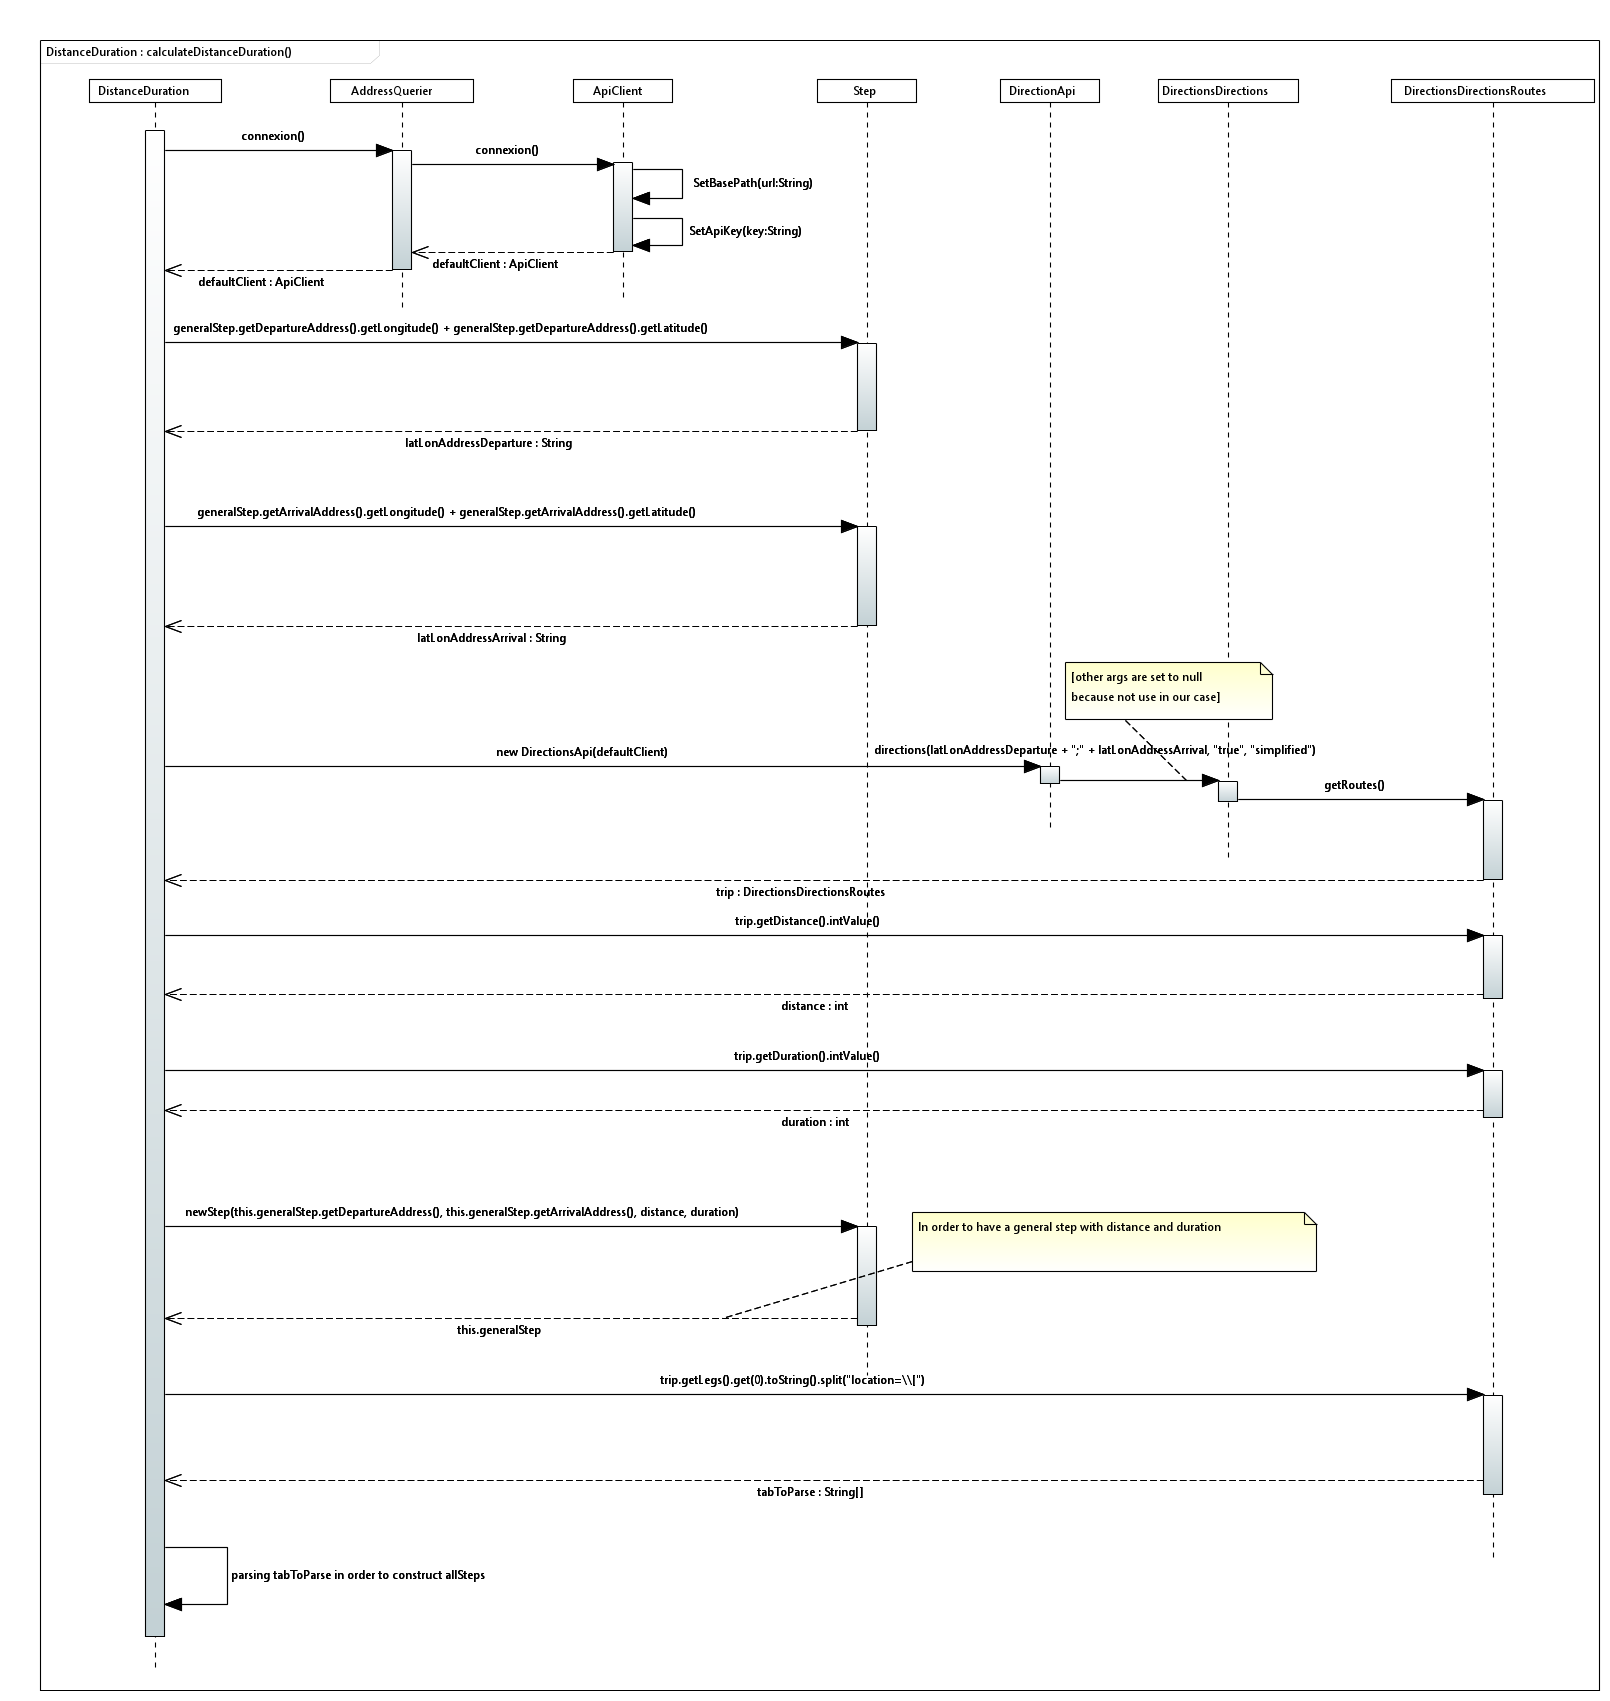 DistanceDuration : calculateDistanceDuration()
DistanceDuration
AddressQuerier
ApiClient
Step
DirectionApi
DirectionsDirections
DirectionsDirectionsRoutes
connexion()
connexion()
SetBasePath(url:String)
SetApiKey(key:String)
defaultClient : ApiClient
defaultClient : ApiClient
generalStep.getDepartureAddress().getLongitude() + generalStep.getDepartureAddress().getLatitude()
latLonAddressDeparture : String
generalStep.getArrivalAddress().getLongitude() + generalStep.getArrivalAddress().getLatitude()
latLonAddressArrival : String
[other args are set to null
because not use in our case]
new DirectionsApi(defaultClient)
directions(latLonAddressDeparture + ";" + latLonAddressArrival, "true", "simplified")
getRoutes()
trip : DirectionsDirectionsRoutes
trip.getDistance().intValue()
distance : int
trip.getDuration().intValue()
duration : int
newStep(this.generalStep.getDepartureAddress(), this.generalStep.getArrivalAddress(), distance, duration)
In order to have a general step with distance and duration
this.generalStep
trip.getLegs().get(0).toString().split("location=\\[")
tabToParse : String[]
parsing tabToParse in order to construct allSteps